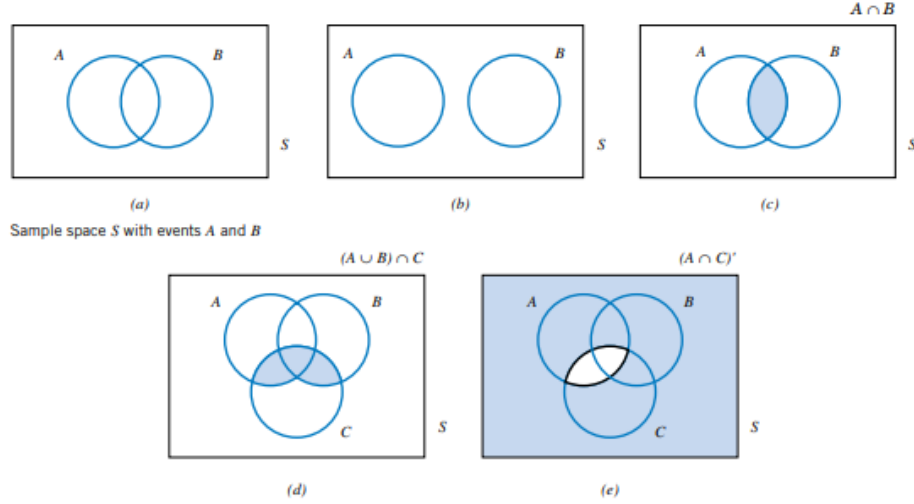 A ∩ B
A B A B A B
S S S
(a) (b) (c)
Sample space S with events A and B
(A ∪ B) ∩ C (A ∩ C)'
A B A B
C S C S
(d) (e)